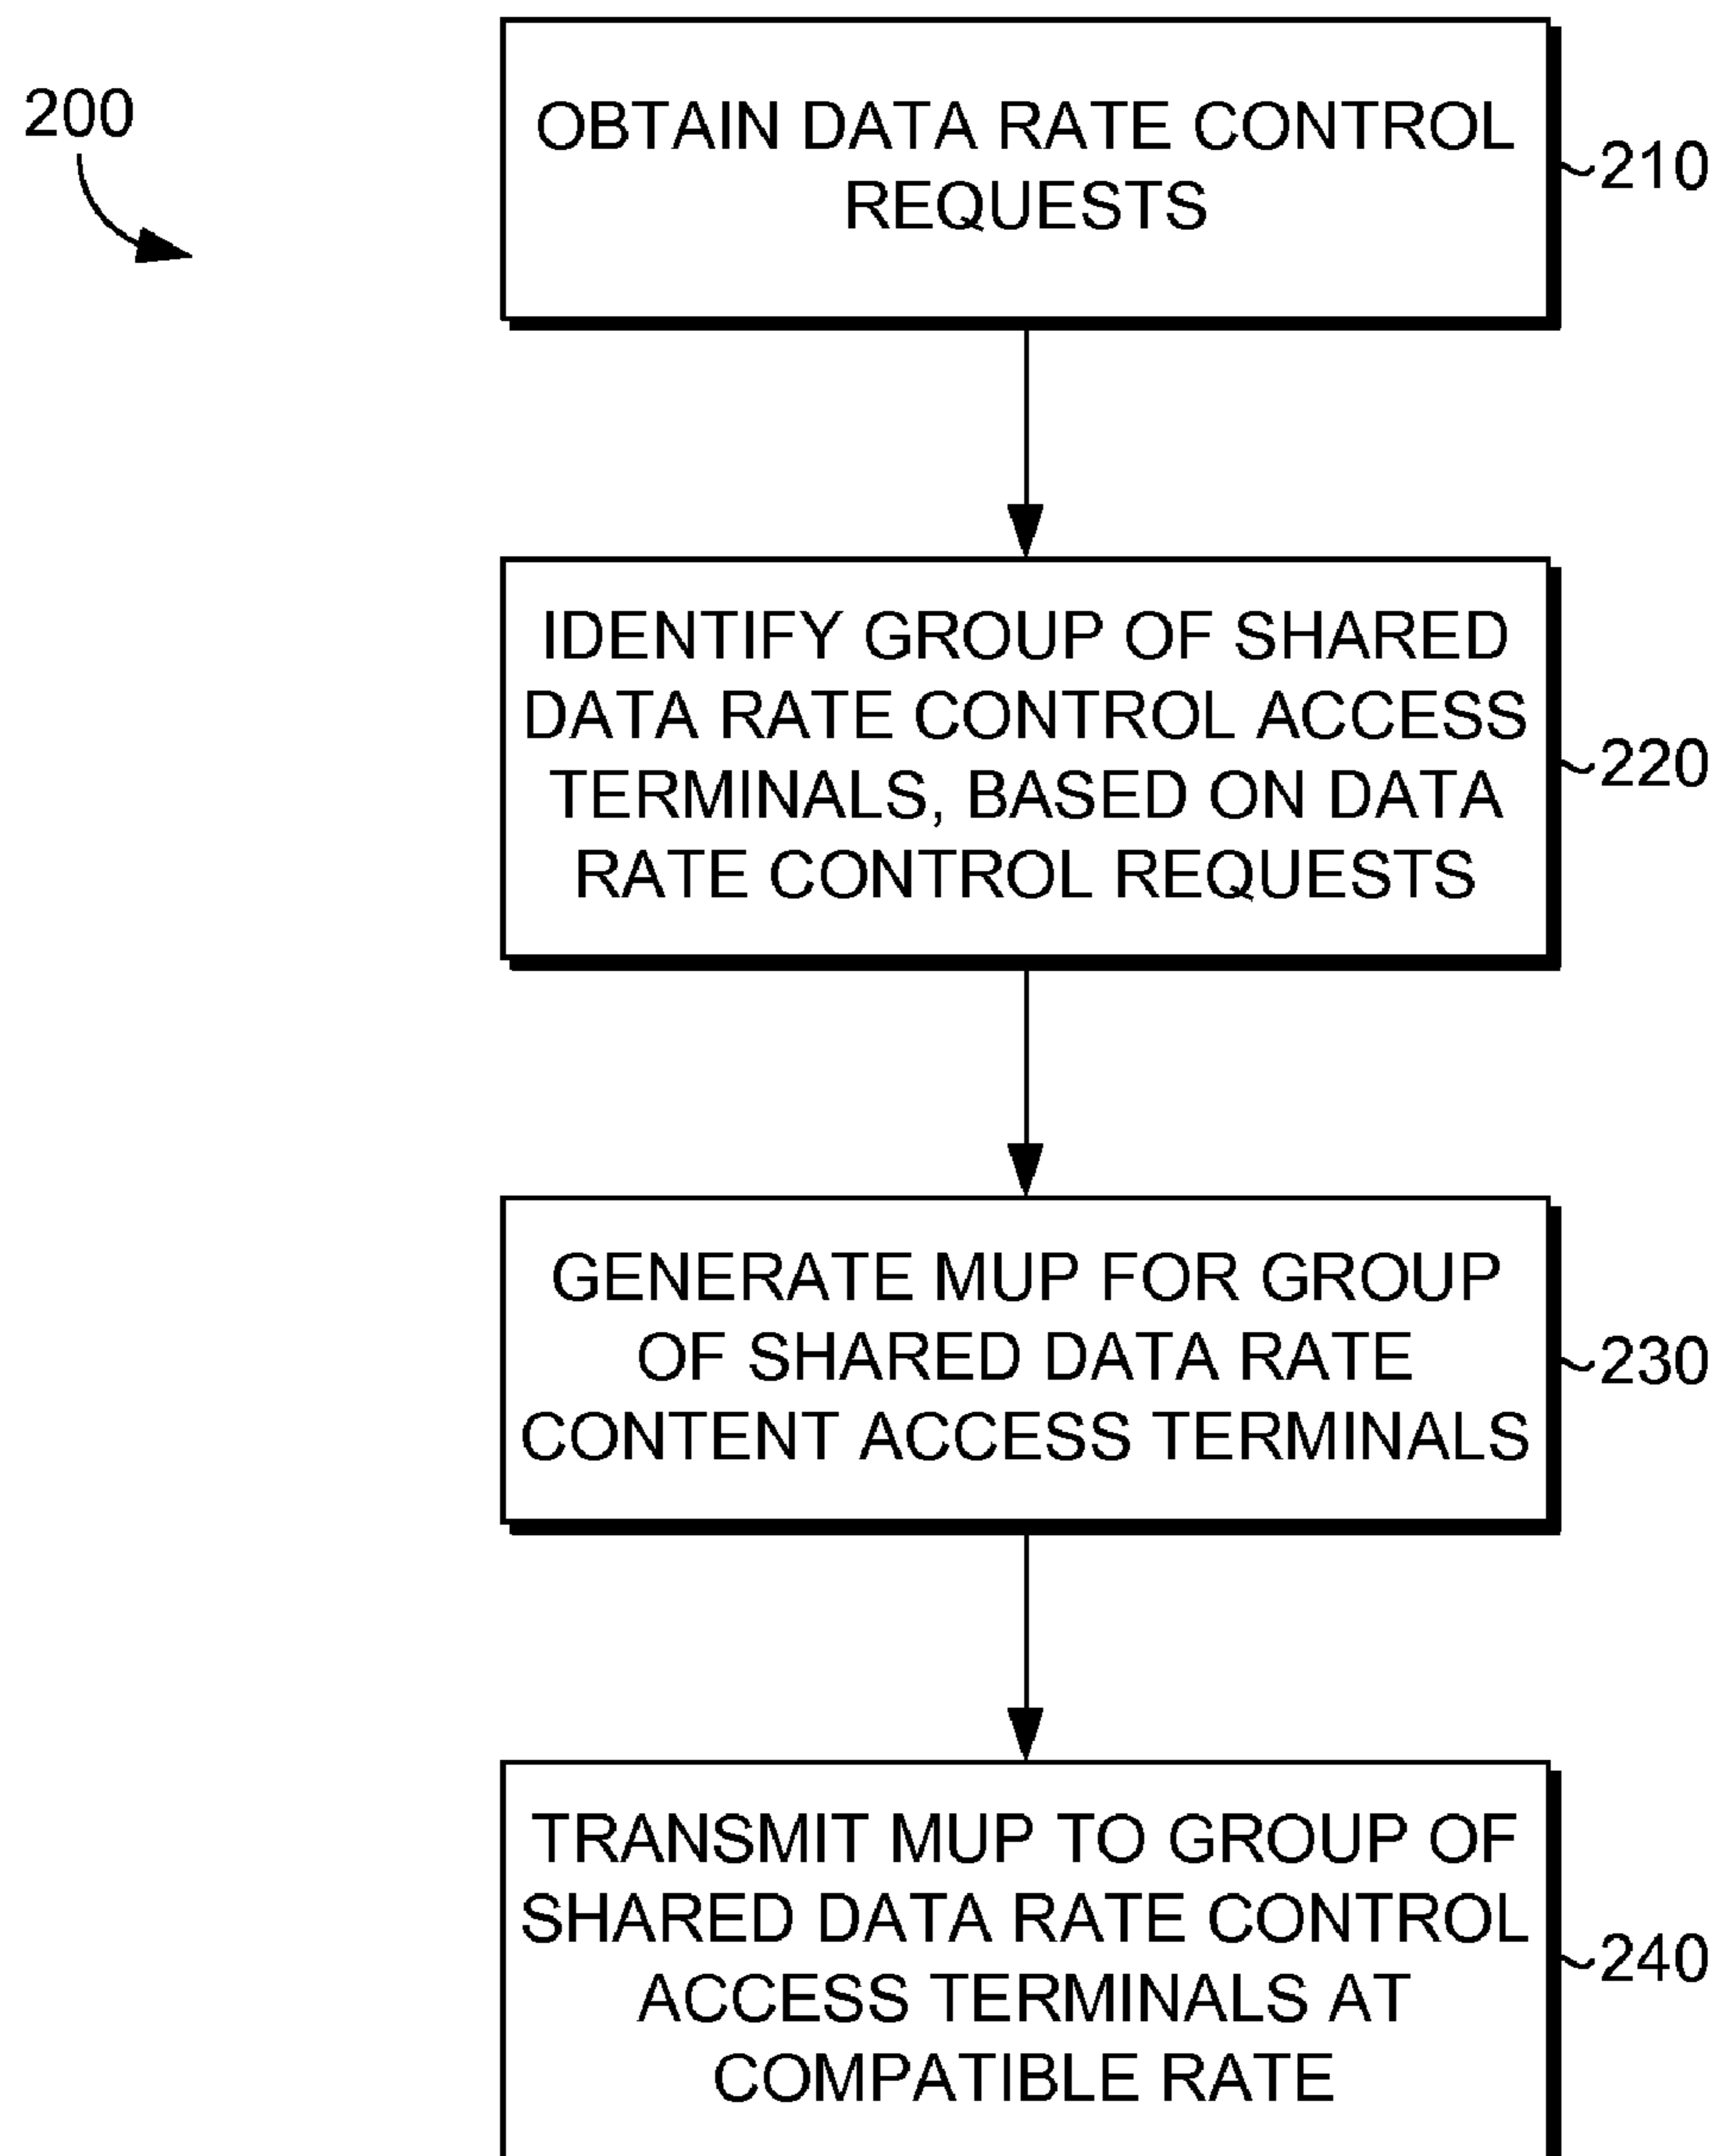 200
OBTAIN DATA RATE CONTROL
REQUESTS
210
IDENTIFY GROUP OF SHARED
DATA RATE CONTROL ACCESS
TERMINALS, BASED ON DATA
RATE CONTROL REQUESTS
220
GENERATE MUP FOR GROUP
OF SHARED DATA RATE
CONTENT ACCESS TERMINALS
230
TRANSMIT MUP TO GROUP OF
SHARED DATA RATE CONTROL
ACCESS TERMINALS AT
COMPATIBLE RATE
240